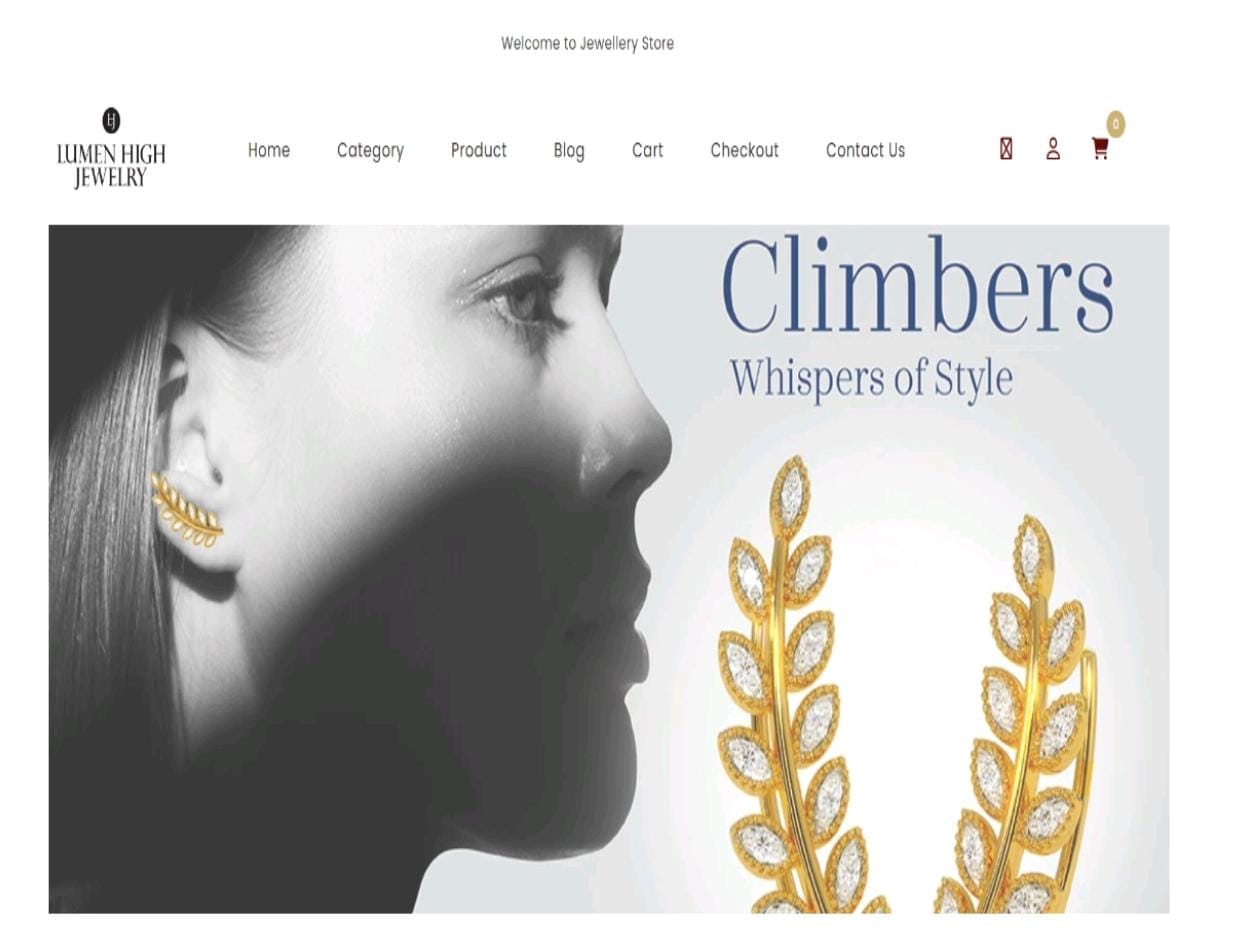 Welcome to Jewellery Store
LJ
LUMEN HIGH
JEWELRY
Home Category Product Blog Cart Checkout Contact Us
0
Climbers
Whispers of Style